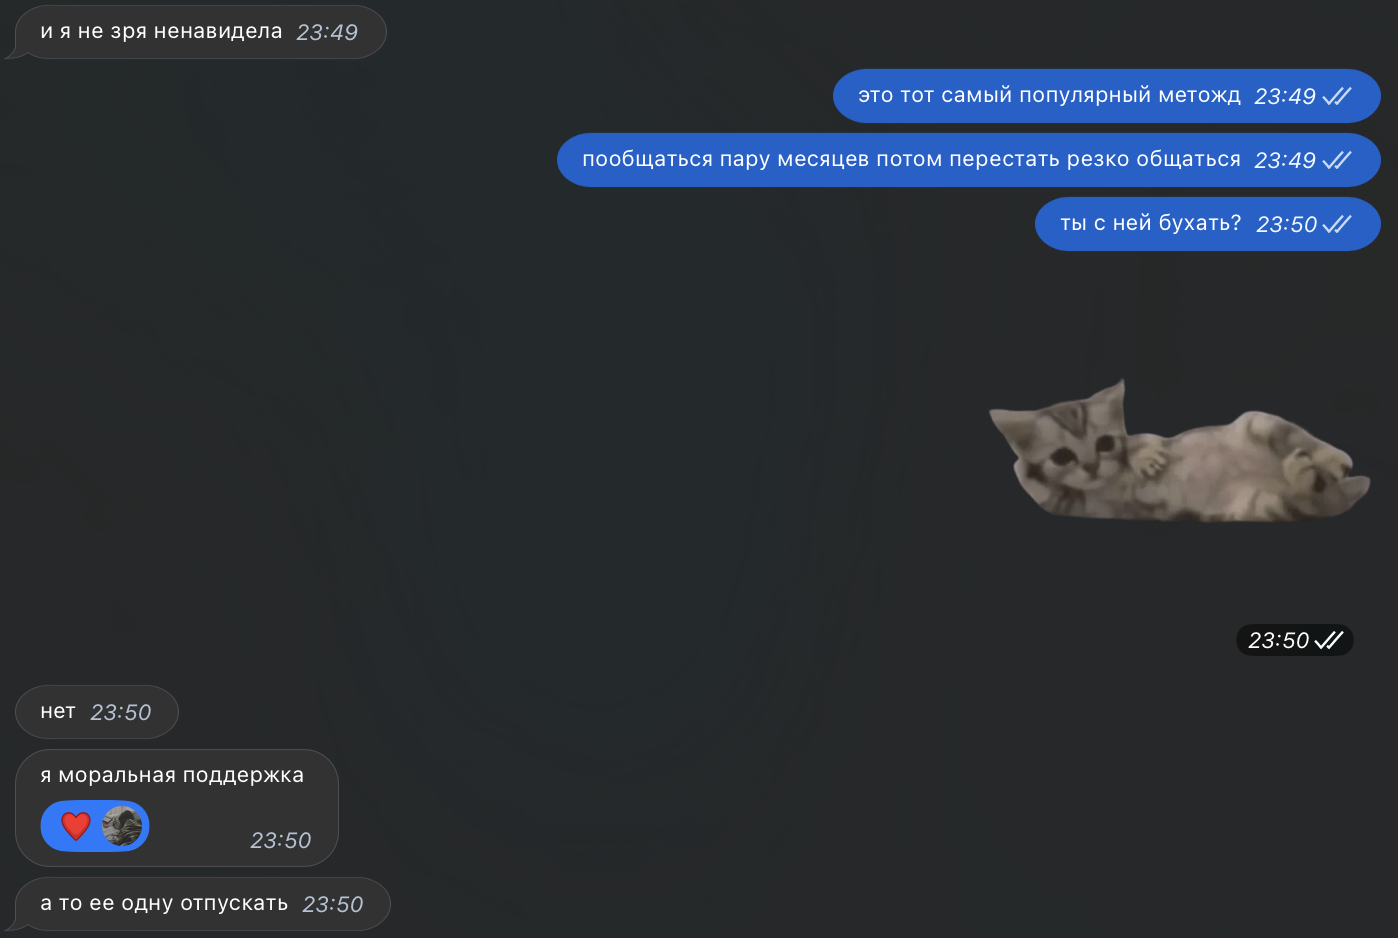 и я не зря ненавидела 23:49
это тот самый популярный метожд 23:49
пообщаться пару месяцев потом перестать резко общаться 23:49
ты с ней бухать? 23:50
23:50
нет 23:50
я моральная поддержка
23:50
а то ее одну отпускать 23:50